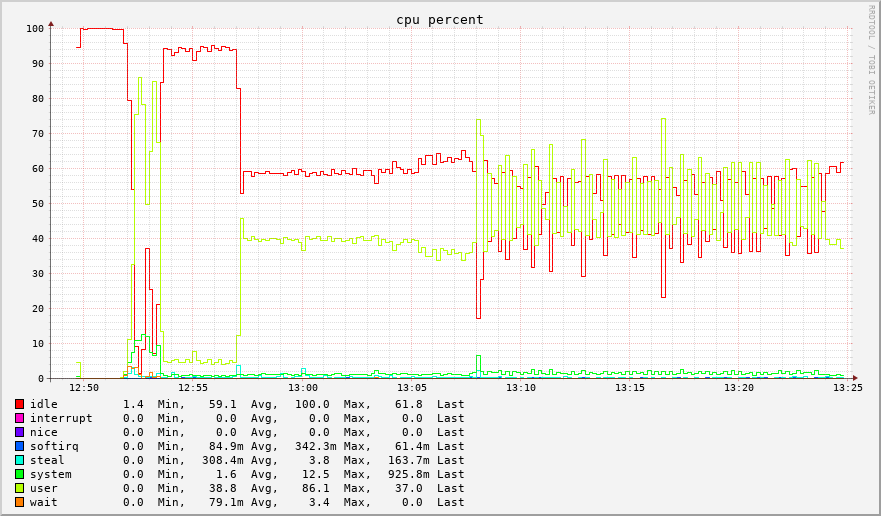 cpu percent
RRDTOOL / TOBI OETIKER
100
90
80
70
60
50
40
30
20
10
0
12:50 12:55 13:00 13:05 13:10 13:15 13:20 13:25
idle 1.4 Min, 59.1 Avg, 100.0 Max, 61.8 Last
interrupt 0.0 Min, 0.0 Avg, 0.0 Max, 0.0 Last
nice 0.0 Min, 0.0 Avg, 0.0 Max, 0.0 Last
softirq 0.0 Min, 84.9m Avg, 342.3m Max, 61.4m Last
steal 0.0 Min, 308.4m Avg, 3.8 Max, 163.7m Last
system 0.0 Min, 1.6 Avg, 12.5 Max, 925.8m Last
user 0.0 Min, 38.8 Avg, 86.1 Max, 37.0 Last
wait 0.0 Min, 79.1m Avg, 3.4 Max, 0.0 Last